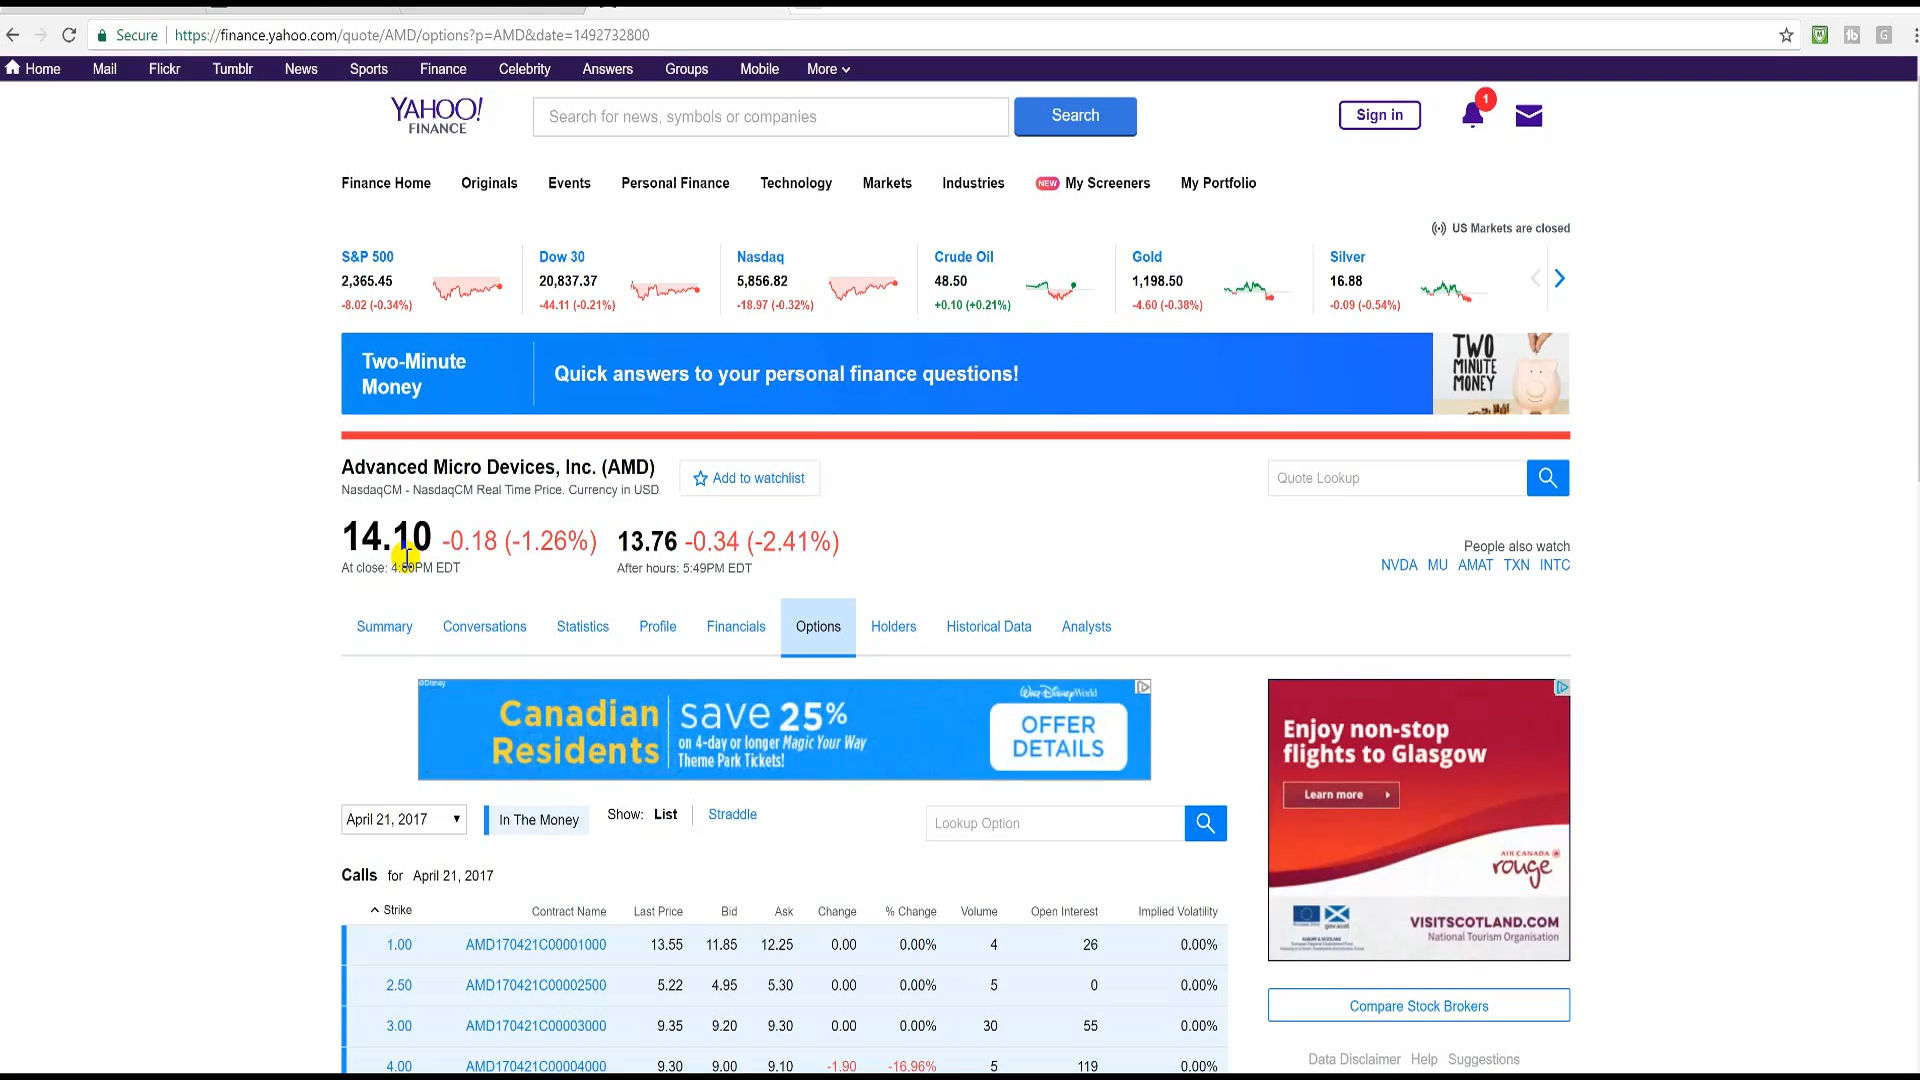 Secure https://finance.yahoo.com/quote/AMD/options?p=AMD&date=1492732800
Home Mail Flickr Tumblr News Sports Finance Celebrity Answers Groups Mobile More
YAHOO!
FINANCE
Search for news, symbols or companies
Search
Sign in
1
Finance Home Originals Events Personal Finance Technology Markets Industries NEW My Screeners My Portfolio
US Markets are closed
S&P 500 Dow 30 Nasdaq Crude Oil Gold Silver
2,365.45 20,837.37 5,856.82 48.50 1,198.50 16.88
-8.02 (-0.34%) -44.11 (-0.21%) -18.97 (-0.32%) +0.10 (+0.21%) -4.60 (-0.38%) -0.09 (-0.54%)
Two-Minute
Money
Quick answers to your personal finance questions!
TWO
MINUTE
MONEY
Advanced Micro Devices, Inc. (AMD)
NasdaqCM - NasdaqCM Real Time Price. Currency in USD
Add to watchlist
Quote Lookup
14.10 -0.18 (-1.26%) 13.76 -0.34 (-2.41%)
At close: 4:00PM EDT After hours: 5:49PM EDT
People also watch
NVDA MU AMAT TXN INTC
Summary Conversations Statistics Profile Financials Options Holders Historical Data Analysts
©Disney
Canadian
Residents
save 25%
on 4-day or longer Magic Your Way
Theme Park Tickets!
Walt Disney World
OFFER
DETAILS
Enjoy non-stop
flights to Glasgow
Learn more
AIR CANADA
rouge
VISITSCOTLAND.COM
National Tourism Organisation
April 21, 2017 In The Money Show: List Straddle
Lookup Option
Calls for April 21, 2017
Strike Contract Name Last Price Bid Ask Change % Change Volume Open Interest Implied Volatility
1.00 AMD170421C00001000 13.55 11.85 12.25 0.00 0.00% 4 26 0.00%
2.50 AMD170421C00002500 5.22 4.95 5.30 0.00 0.00% 5 0 0.00%
3.00 AMD170421C00003000 9.35 9.20 9.30 0.00 0.00% 30 55 0.00%
4.00 AMD170421C00004000 9.30 9.00 9.10 -1.90 -16.96% 5 119 0.00%
Compare Stock Brokers
Data Disclaimer Help Suggestions